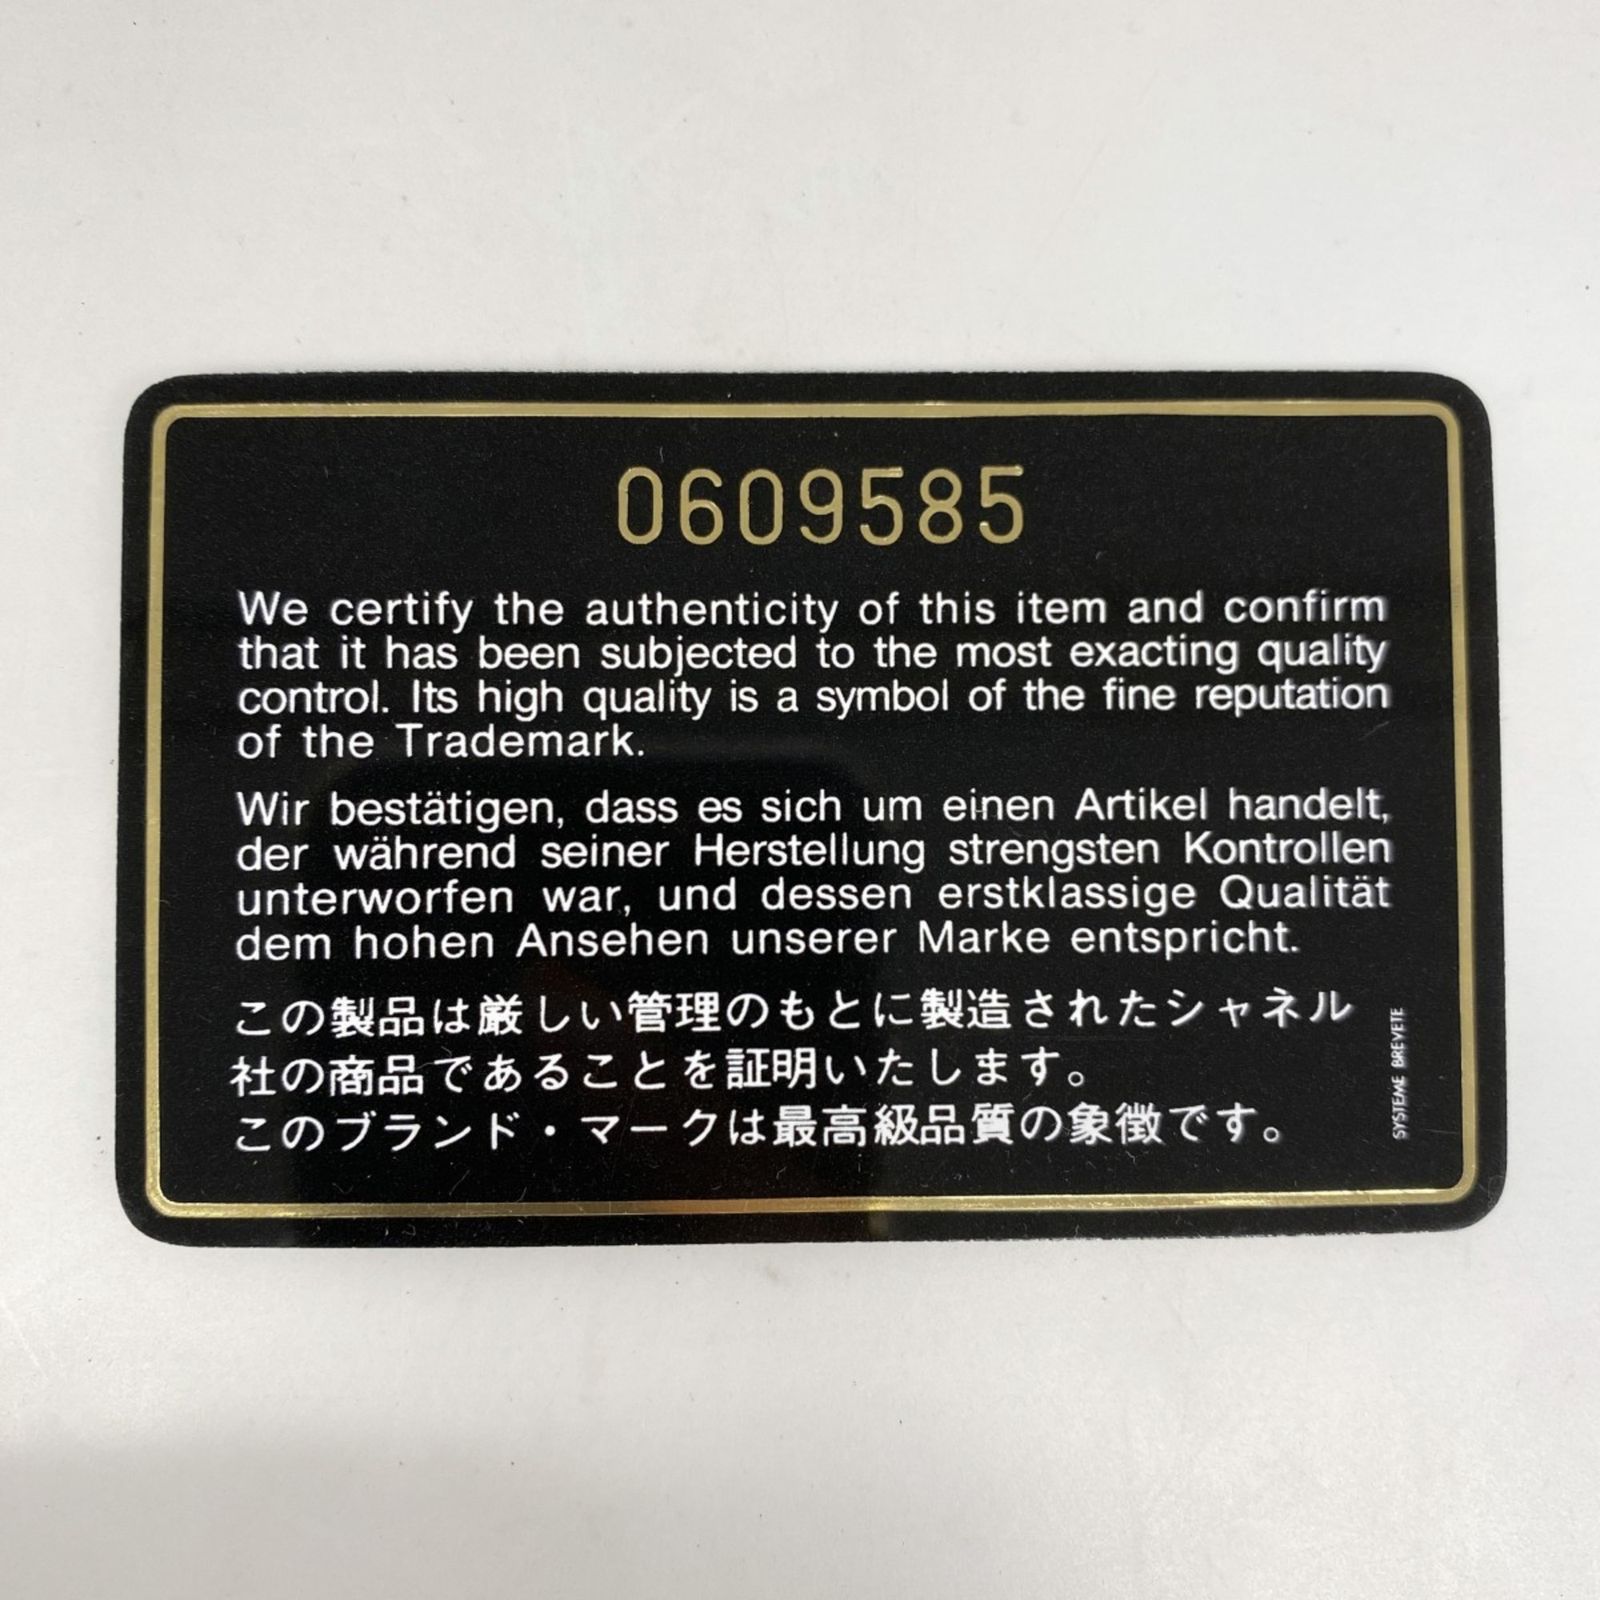 0609585
We certify the authenticity of this item and confirm
that it has been subjected to the most exacting quality
control. Its high quality is a symbol of the fine reputation
of the Trademark.
Wir bestätigen, dass es sich um einen Artikel handelt,
der während seiner Herstellung strengsten Kontrollen
unterworfen war, und dessen erstklassige Qualität
dem hohen Ansehen unserer Marke entspricht.
この製品は厳しい管理のもとに製造されたシャネル
社の商品であることを証明いたします。
このブランド・マークは最高級品質の象徴です。
SYSTEME BREVETE